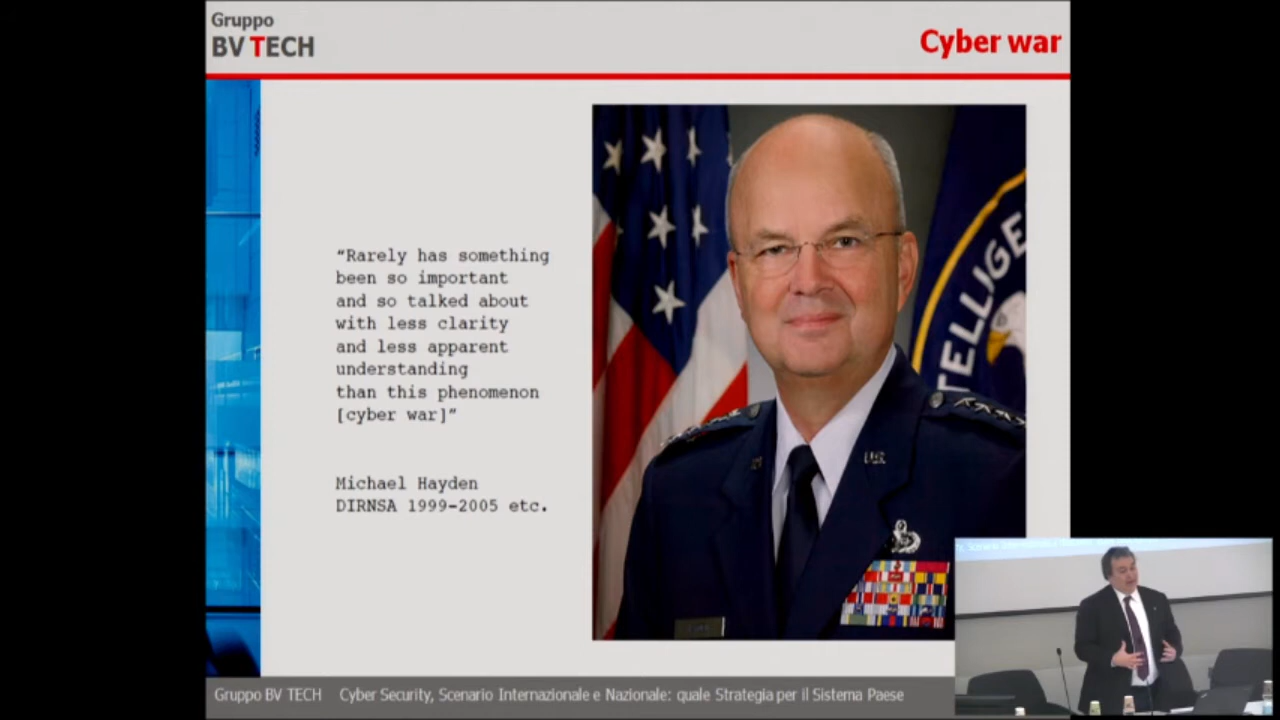 Gruppo
BV TECH
Cyber war
“Rarely has something
been so important
and so talked about
with less clarity
and less apparent
understanding
than this phenomenon
[cyber war]”
Michael Hayden
DIRNSA 1999-2005 etc.
TELLIGE
U.S.
Gruppo BV TECH Cyber Security, Scenario Internazionale e Nazionale: quale Strategia per il Sistema Paese